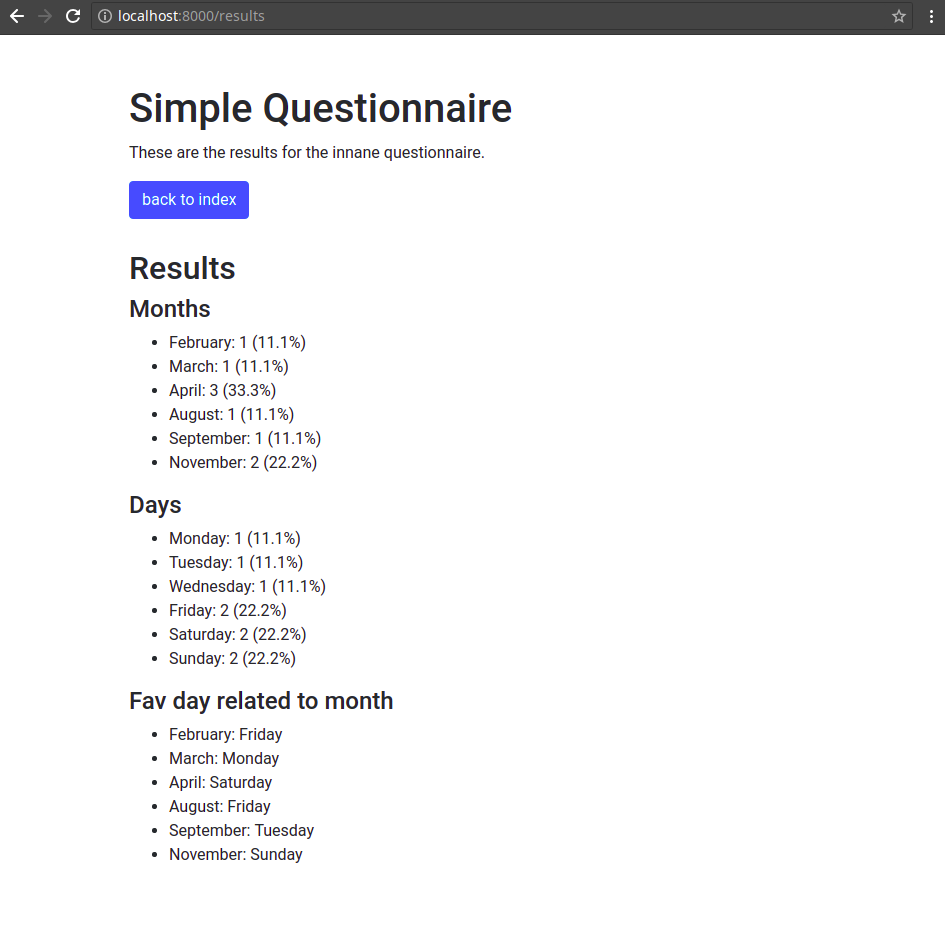 localhost:8000/results
Simple Questionnaire
These are the results for the innane questionnaire.
back to index
Results
Months
February: 1 (11.1%)
March: 1 (11.1%)
April: 3 (33.3%)
August: 1 (11.1%)
September: 1 (11.1%)
November: 2 (22.2%)
Days
Monday: 1 (11.1%)
Tuesday: 1 (11.1%)
Wednesday: 1 (11.1%)
Friday: 2 (22.2%)
Saturday: 2 (22.2%)
Sunday: 2 (22.2%)
Fav day related to month
February: Friday
March: Monday
April: Saturday
August: Friday
September: Tuesday
November: Sunday